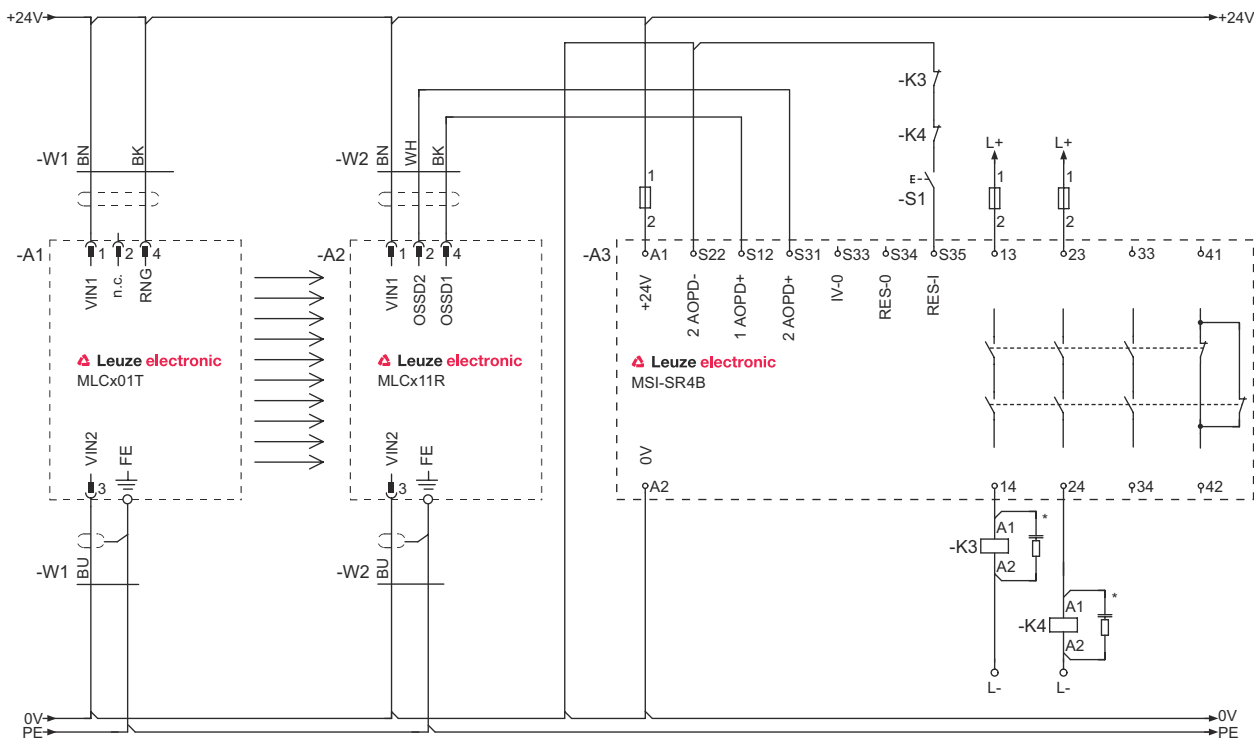 +24V
+24V
-K3
-K4
L+
L+
-W1
BN
BK
-W2
BN
WH
BK
1
2
E
-S1
1
2
1
2
-A1
1
2
4
-A2
1
2
4
-A3
A1
S22
S12
S31
S33
S34
S35
13
23
33
41
VIN1
n.c.
RNG
VIN1
OSSD2
OSSD1
+24V
2 AOPD-
1 AOPD+
2 AOPD+
IV-0
RES-0
RES-I
Leuze electronic
MLCx01T
Leuze electronic
MLCx11R
Leuze electronic
MSI-SR4B
VIN2
FE
VIN2
FE
0V
3
3
A2
14
24
34
42
-K3
A1
A2
*
-W1
BU
-W2
BU
-K4
A1
A2
*
L-
L-
0V
0V
PE
PE